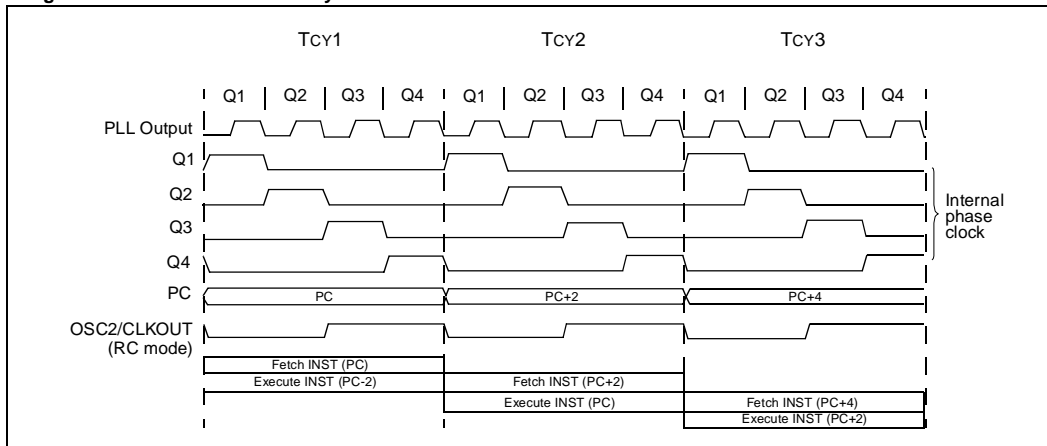 TCY1 TCY2 TCY3
Q1 Q2 Q3 Q4 Q1 Q2 Q3 Q4 Q1 Q2 Q3 Q4
PLL Output
Q1
Q2
Q3
Q4
Internal
phase
clock
PC PC PC+2 PC+4
OSC2/CLKOUT
(RC mode)
Fetch INST (PC)
Execute INST (PC-2) Fetch INST (PC+2)
Execute INST (PC) Fetch INST (PC+4)
Execute INST (PC+2)